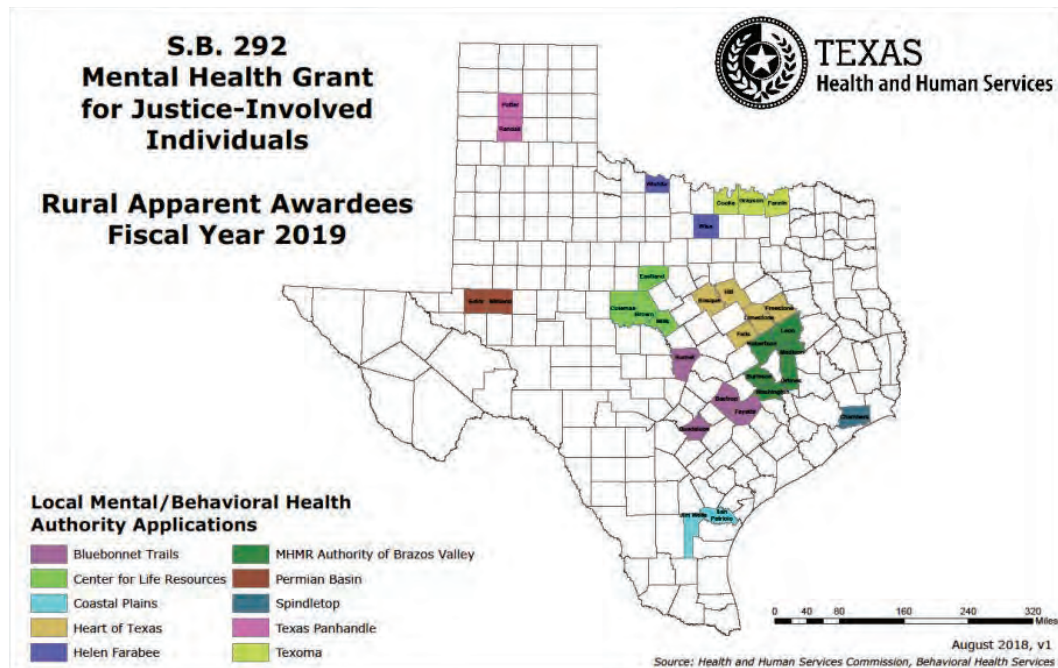 S.B. 292
Mental Health Grant
for Justice-Involved
Individuals
Rural Apparent Awardees
Fiscal Year 2019
TEXAS
Health and Human Services
Potter
Randall
Wichita
Cooke
Grayson
Fannin
Wise
Eastland
Coleman
Brown
Mills
Ector
Midland
Bosque
Hill
Freestone
Limestone
Falls
Leon
Robertson
Madison
Burnet
Burleson
Grimes
Washington
Bastrop
Fayette
Guadalupe
Chambers
Jim Wells
San
Patricio
Local Mental/Behavioral Health
Authority Applications
Bluebonnet Trails
Center for Life Resources
Coastal Plains
Heart of Texas
Helen Farabee
MHMR Authority of Brazos Valley
Permian Basin
Spindletop
Texas Panhandle
Texoma
0 40 80 160 240 320
Miles
August 2018, v1
Source: Health and Human Services Commission, Behavioral Health Services